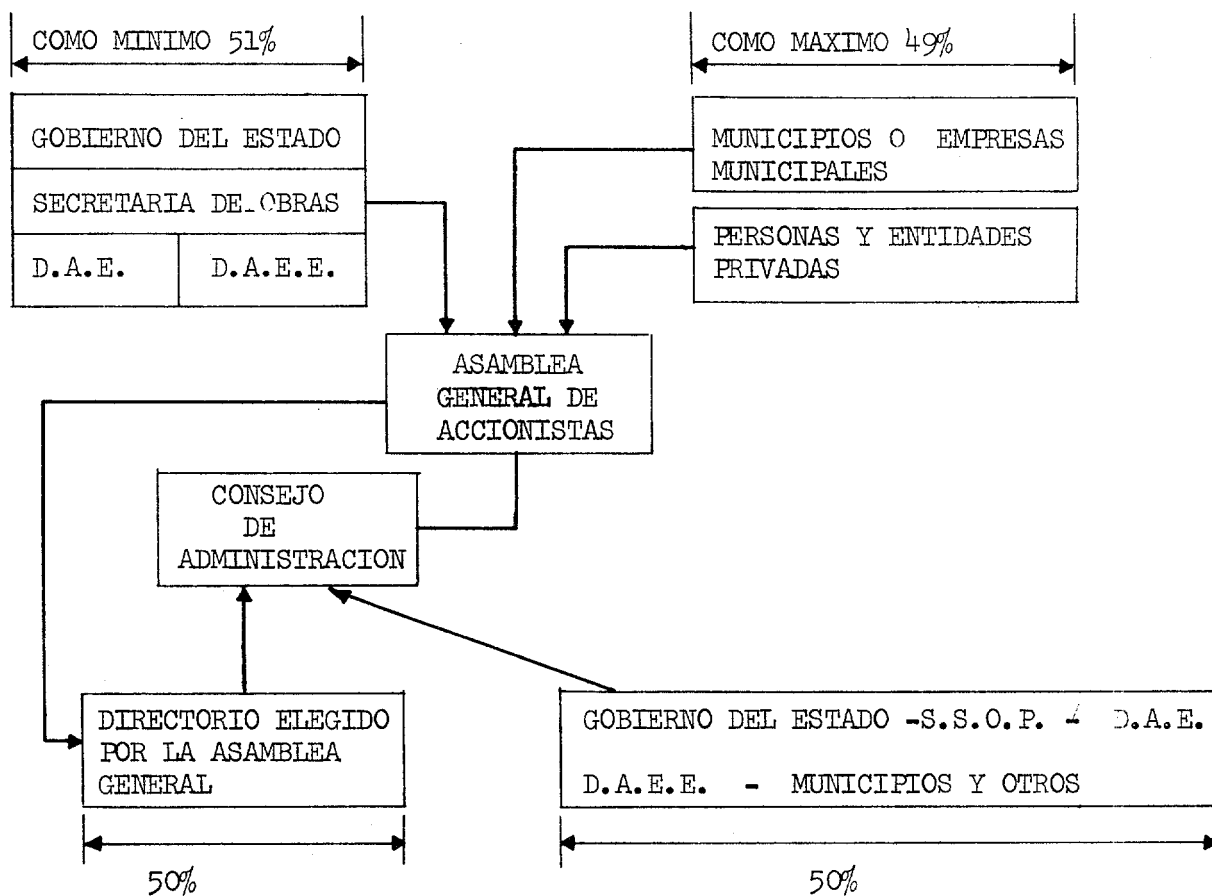 COMO MINIMO 51%
COMO MAXIMO 49%
GOBIERNO DEL ESTADO
SECRETARIA DE OBRAS
D.A.E.
D.A.E.E.
MUNICIPIOS O EMPRESAS
MUNICIPALES
PERSONAS Y ENTIDADES
PRIVADAS
ASAMBLEA
GENERAL DE
ACCIONISTAS
CONSEJO
DE
ADMINISTRACION
DIRECTORIO ELEGIDO
POR LA ASAMBLEA
GENERAL
50%
GOBIERNO DEL ESTADO -S.S.O.P. - D.A.E.
D.A.E.E. - MUNICIPIOS Y OTROS
50%